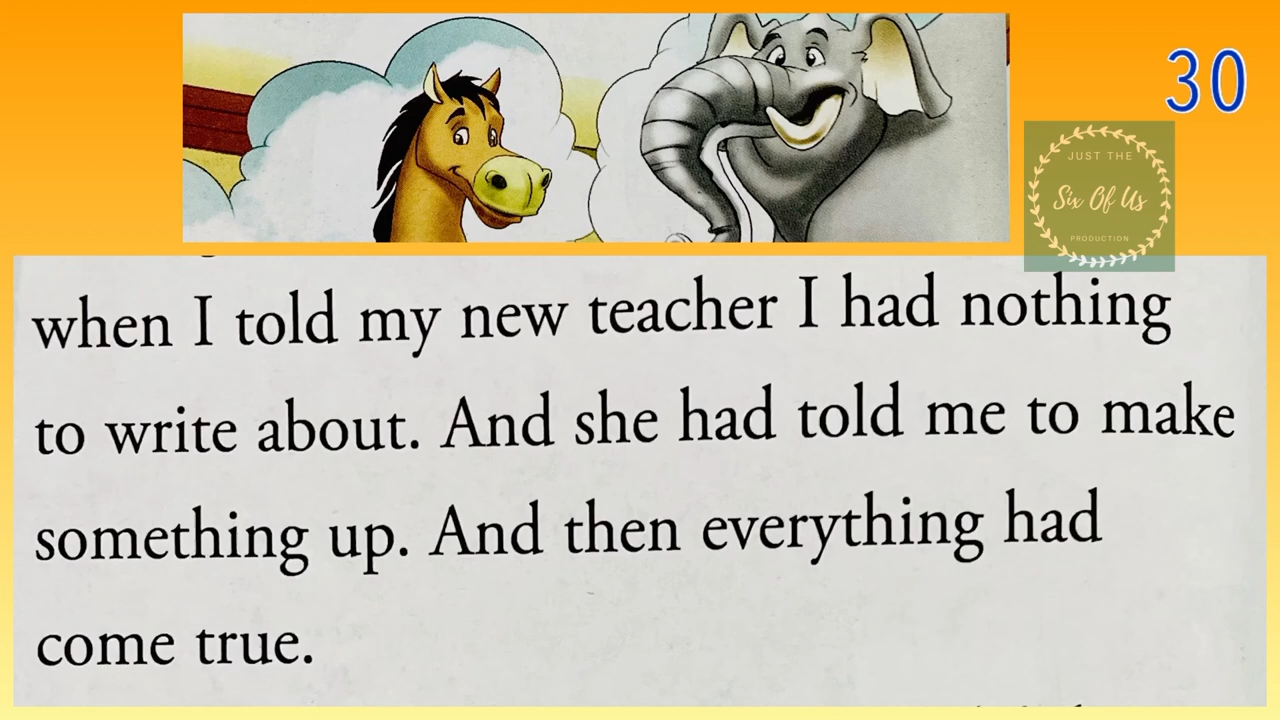 30
JUST THE
Six Of Us
PRODUCTION
when I told my new teacher I had nothing
to write about. And she had told me to make
something up. And then everything had
come true.